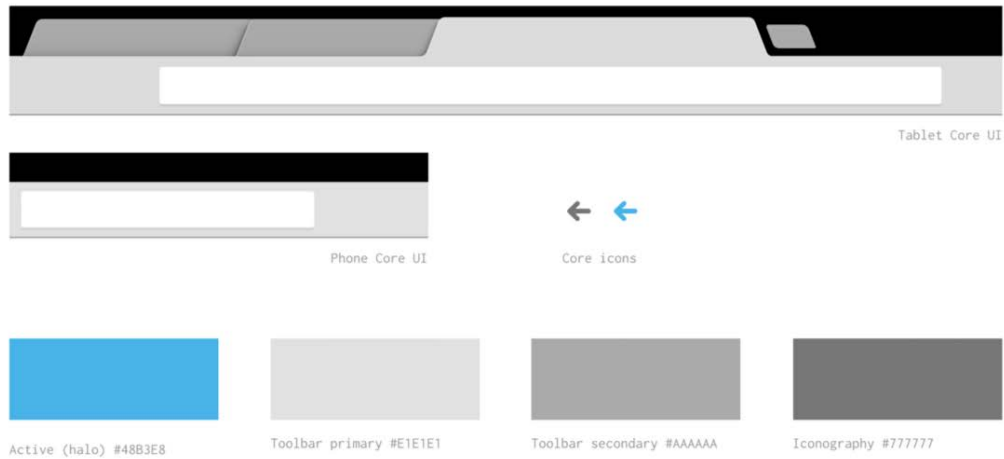 Tablet Core UI
Phone Core UI
Core icons
Active (halo) #48B3E8
Toolbar primary #E1E1E1
Toolbar secondary #AAAAAA
Iconography #777777